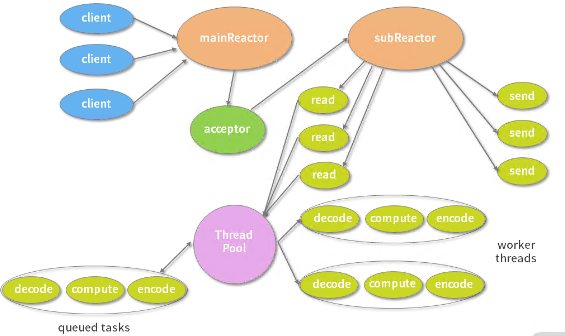 client
mainReactor
subReactor
client
client
acceptor
read
read
read
send
send
send
Thread
Pool
decode compute encode
decode compute encode
worker
threads
decode compute encode
queued tasks